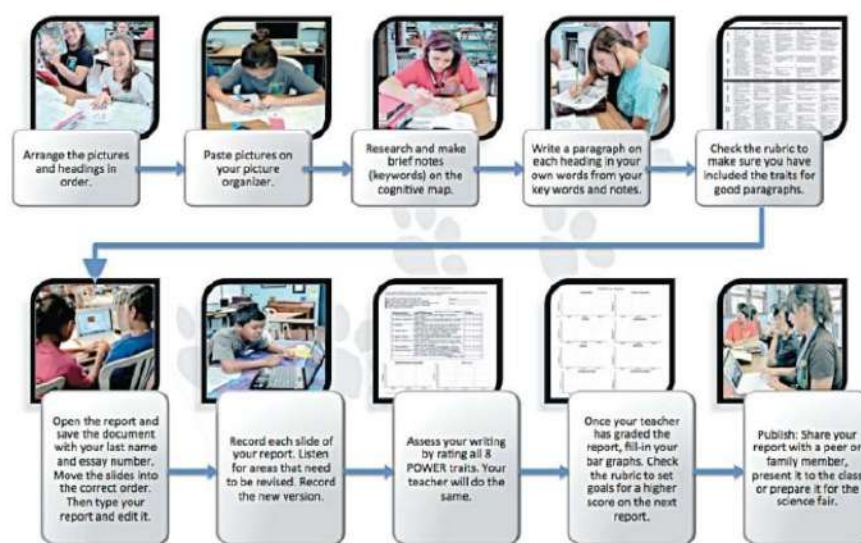 Arrange the pictures
and headings in
order.
Paste pictures on
your picture
organizer.
Research and make
brief notes
(keywords) on the
cognitive map.
Write a paragraph on
each heading in your
own words from your
key words and notes.
Check the rubric to
make sure you have
included the traits for
good paragraphs.
Open the report and
save the document
with your last name
and essay number.
Move the slides into
the correct order.
Then type your
report and edit it.
Record each slide of
your report. Listen
for areas that need
to be revised. Record
the new version.
Assess your writing
by rating all 8
POWER traits. Your
teacher will do the
same.
Once your teacher
has graded the
report, fill-in your
bar graphs. Check
the rubric to set
goals for a higher
score on the next
report.
Publish: Share your
report with a peer or
family member,
present it to the class
or prepare it for the
science fair.